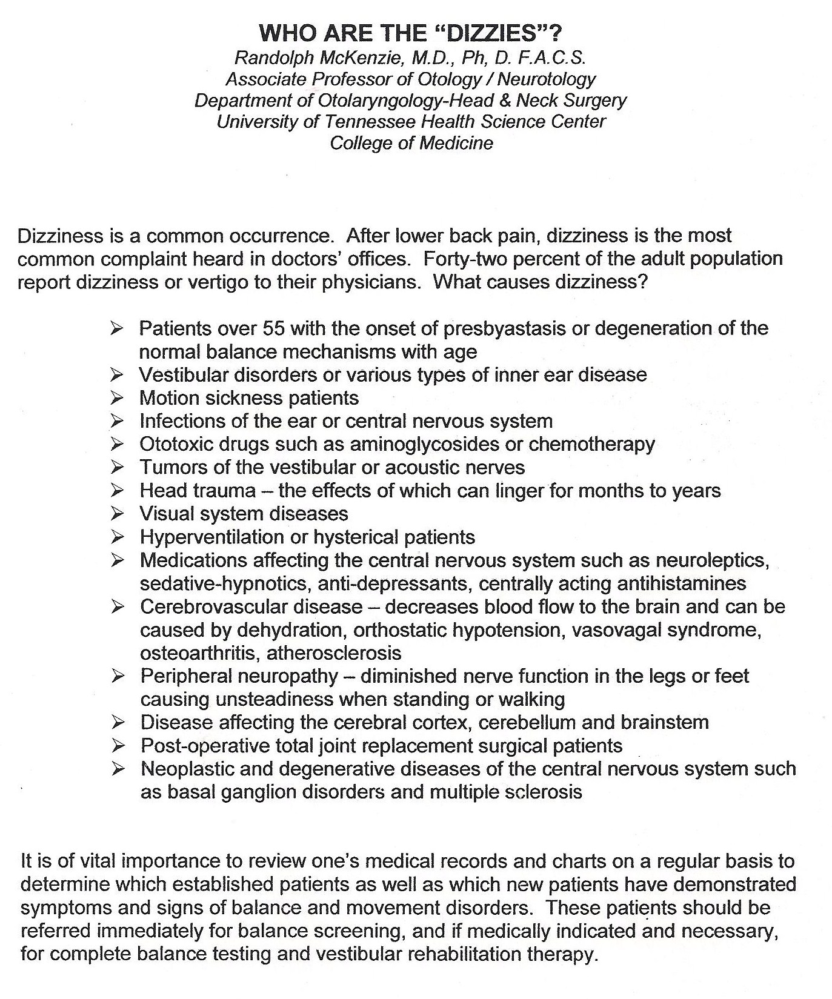 WHO ARE THE “DIZZIES”?
Randolph McKenzie, M.D., Ph, D. F.A.C.S.
Associate Professor of Otology / Neurotology
Department of Otolaryngology-Head & Neck Surgery
University of Tennessee Health Science Center
College of Medicine
Dizziness is a common occurrence.  After lower back pain, dizziness is the most
common complaint heard in doctors’ offices.  Forty-two percent of the adult population
report dizziness or vertigo to their physicians.  What causes dizziness?
➢ Patients over 55 with the onset of presbyastasis or degeneration of the
normal balance mechanisms with age
➢ Vestibular disorders or various types of inner ear disease
➢ Motion sickness patients
➢ Infections of the ear or central nervous system
➢ Ototoxic drugs such as aminoglycosides or chemotherapy
➢ Tumors of the vestibular or acoustic nerves
➢ Head trauma – the effects of which can linger for months to years
➢ Visual system diseases
➢ Hyperventilation or hysterical patients
➢ Medications affecting the central nervous system such as neuroleptics,
sedative-hypnotics, anti-depressants, centrally acting antihistamines
➢ Cerebrovascular disease – decreases blood flow to the brain and can be
caused by dehydration, orthostatic hypotension, vasovagal syndrome,
osteoarthritis, atherosclerosis
➢ Peripheral neuropathy – diminished nerve function in the legs or feet
causing unsteadiness when standing or walking
➢ Disease affecting the cerebral cortex, cerebellum and brainstem
➢ Post-operative total joint replacement surgical patients
➢ Neoplastic and degenerative diseases of the central nervous system such
as basal ganglion disorders and multiple sclerosis
It is of vital importance to review one’s medical records and charts on a regular basis to
determine which established patients as well as which new patients have demonstrated
symptoms and signs of balance and movement disorders.  These patients should be
referred immediately for balance screening, and if medically indicated and necessary,
for complete balance testing and vestibular rehabilitation therapy.